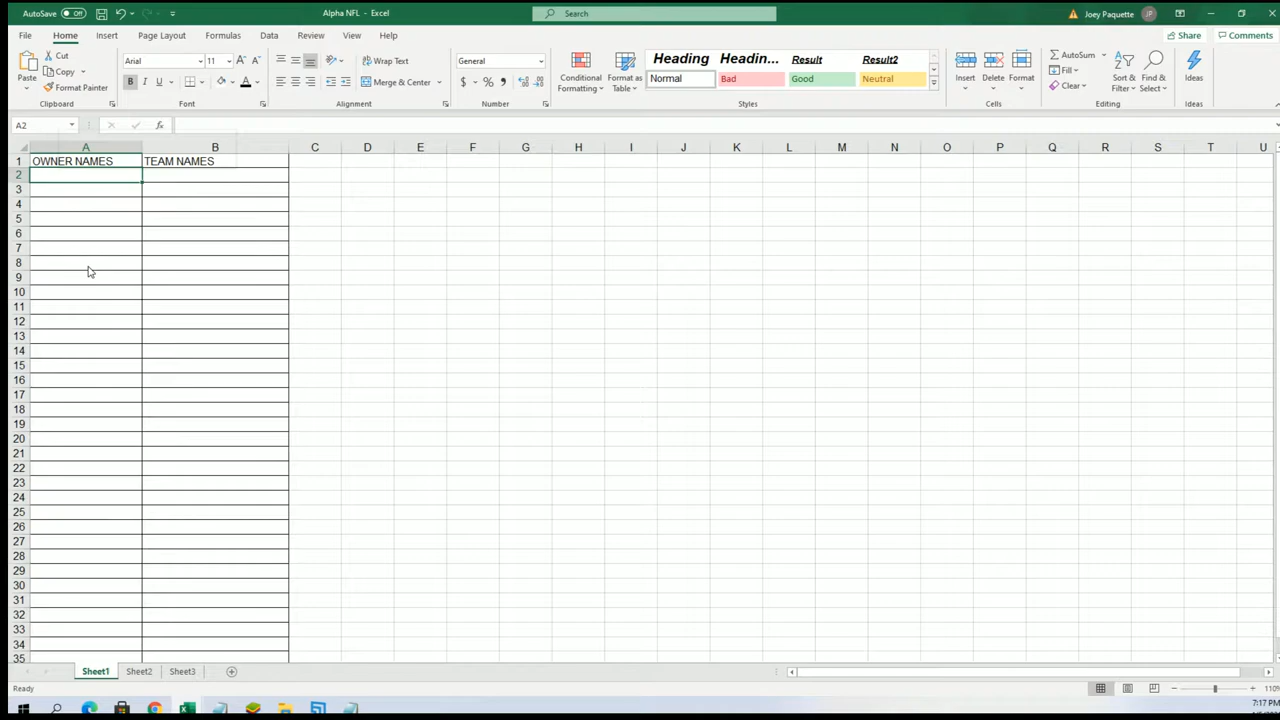 AutoSave Off
Alpha NFL - Excel
Search
Joey Paquette JP
File Home Insert Page Layout Formulas Data Review View Help
Share Comments
Paste
Cut
Copy
Format Painter
Clipboard
Arial 11
B I U
Font
Wrap Text
Merge & Center
Alignment
General
$ % ,
Number
Conditional Formatting
Format as Table
Heading Headin... Result Result2
Normal Bad Good Neutral
Styles
Insert Delete Format
Cells
AutoSum
Fill
Clear
Sort & Filter
Find & Select
Editing
Ideas
Ideas
A2 fx
A B C D E F G H I J K L M N O P Q R S T U
1 OWNER NAMES TEAM NAMES
2
3
4
5
6
7
8
9
10
11
12
13
14
15
16
17
18
19
20
21
22
23
24
25
26
27
28
29
30
31
32
33
34
35
Sheet1 Sheet2 Sheet3
Ready
110%
7:17 PM